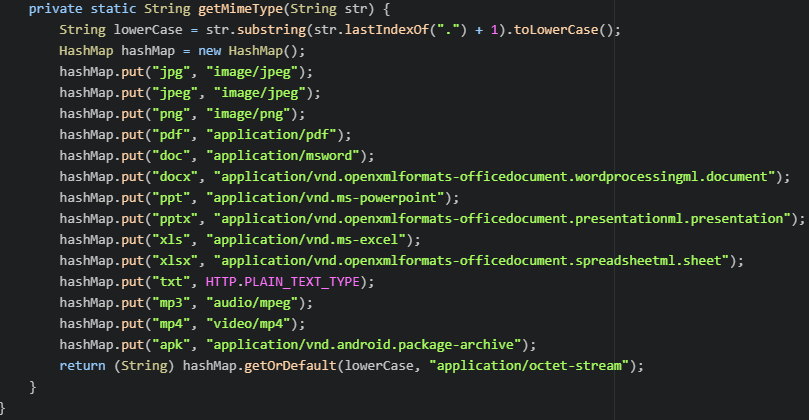 private static String getMimeType(String str) {
String lowerCase = str.substring(str.lastIndexOf(".") + 1).toLowerCase();
HashMap hashMap = new HashMap();
hashMap.put("jpg", "image/jpeg");
hashMap.put("jpeg", "image/jpeg");
hashMap.put("png", "image/png");
hashMap.put("pdf", "application/pdf");
hashMap.put("doc", "application/msword");
hashMap.put("docx", "application/vnd.openxmlformats-officedocument.wordprocessingml.document");
hashMap.put("ppt", "application/vnd.ms-powerpoint");
hashMap.put("pptx", "application/vnd.openxmlformats-officedocument.presentationml.presentation");
hashMap.put("xls", "application/vnd.ms-excel");
hashMap.put("xlsx", "application/vnd.openxmlformats-officedocument.spreadsheetml.sheet");
hashMap.put("txt", HTTP.PLAIN_TEXT_TYPE);
hashMap.put("mp3", "audio/mpeg");
hashMap.put("mp4", "video/mp4");
hashMap.put("apk", "application/vnd.android.package-archive");
return (String) hashMap.getOrDefault(lowerCase, "application/octet-stream");
}
}